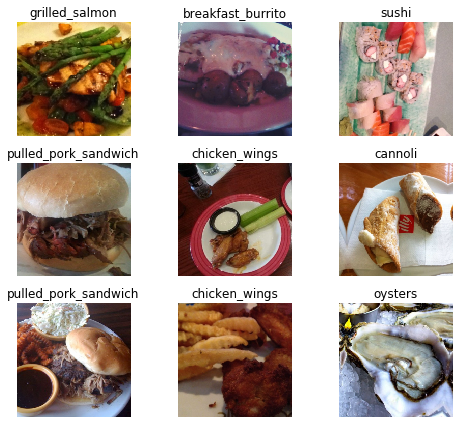 grilled_salmon
breakfast_burrito
sushi
pulled_pork_sandwich
chicken_wings
cannoli
pulled_pork_sandwich
chicken_wings
oysters